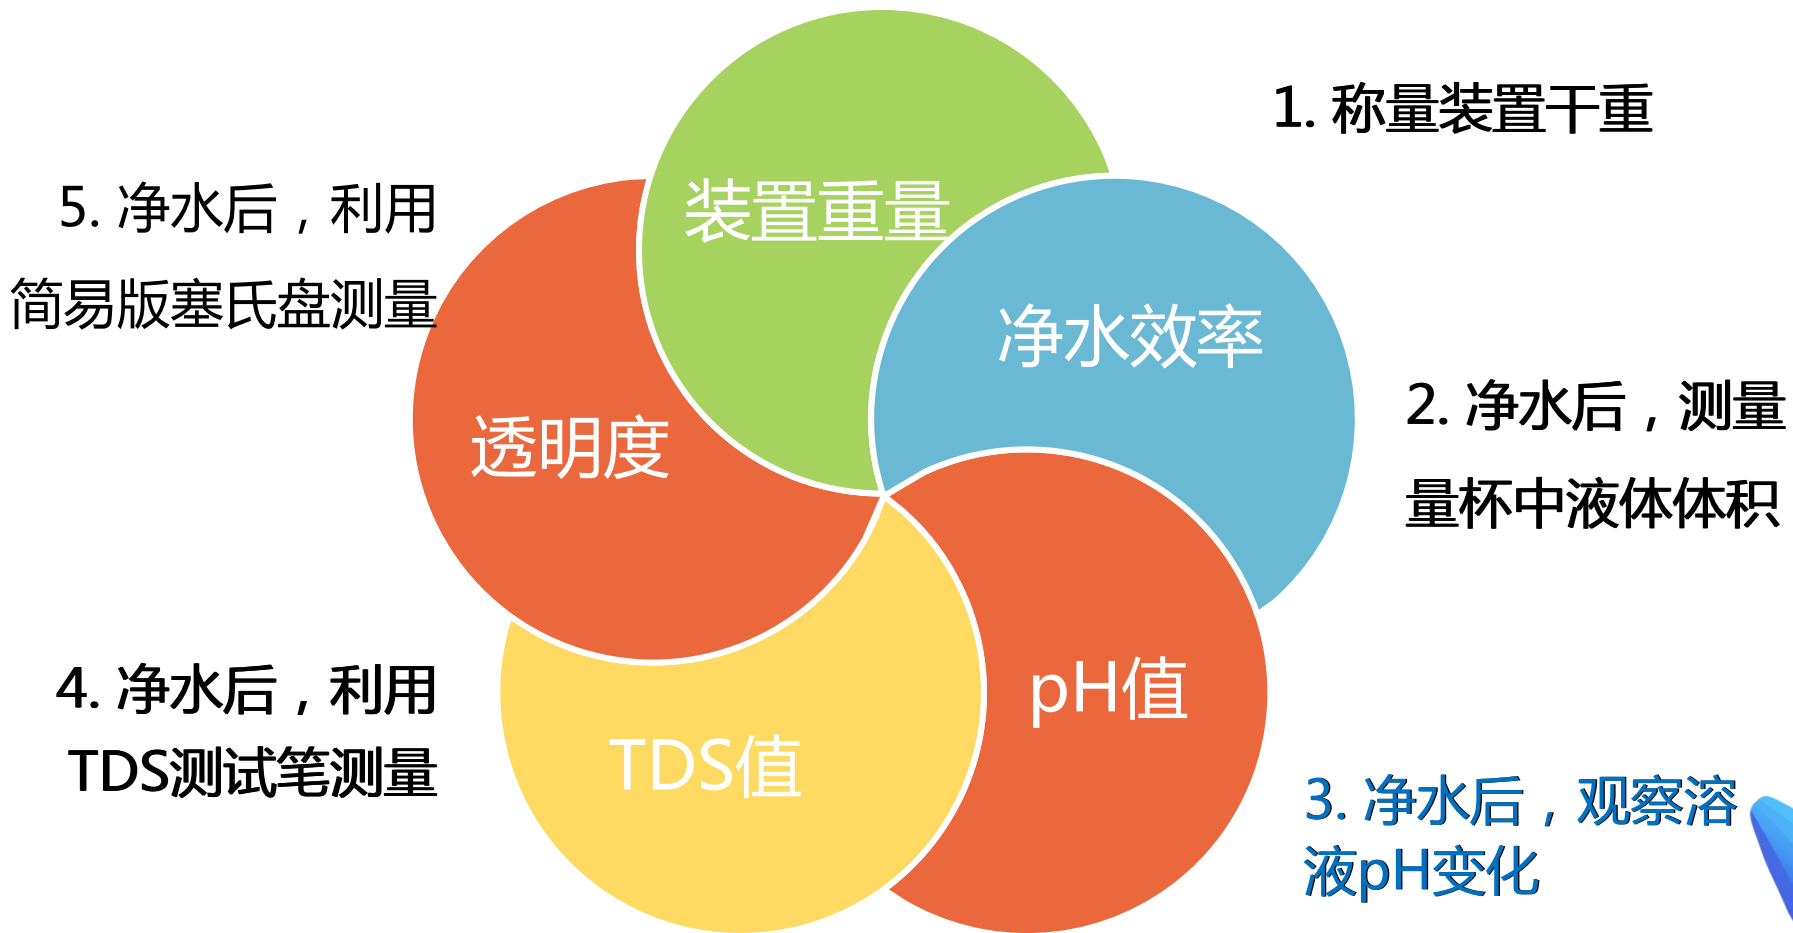 1. 称量装置干重
装置重量
5. 净水后，利用
简易版塞氏盘测量
净水效率
2. 净水后，测量
量杯中液体体积
透明度
4. 净水后，利用
TDS测试笔测量
pH值
TDS值
3. 净水后，观察溶
液pH变化